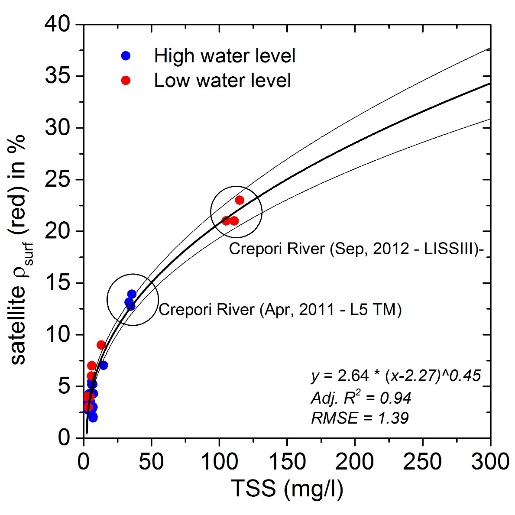 40
35
30
25
20
15
10
5
0
satellite ρsurf (red) in %
High water level
Low water level
Crepori River (Sep, 2012 - LISSIII)-
Crepori River (Apr, 2011 - L5 TM)
y = 2.64 * (x-2.27)^0.45
Adj. R² = 0.94
RMSE = 1.39
0 50 100 150 200 250 300
TSS (mg/l)